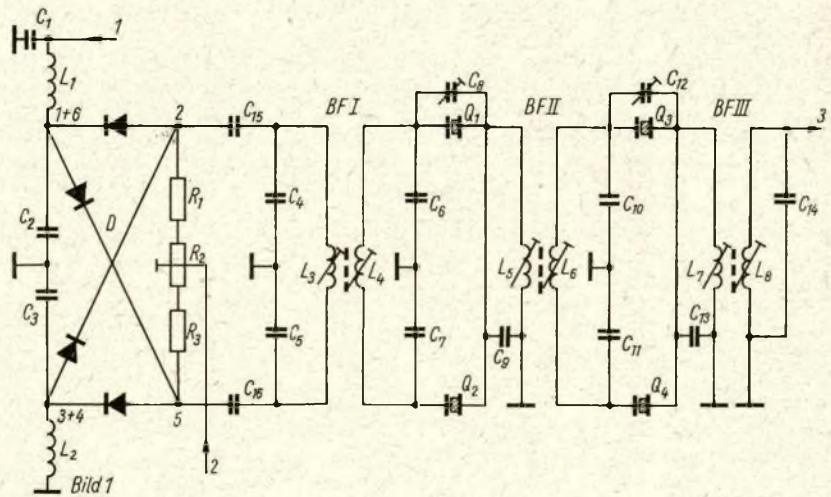 C1
1
L1
1+6
2
C15
BF I
C8
Q1
BF II
C12
Q3
BF III
3
D
R1
C4
C6
C10
C14
C2
R2
L3
L4
L5
L6
L7
L8
C3
R3
C5
C7
C9
C11
C13
3+4
5
C16
Q2
Q4
L2
2
Bild 1